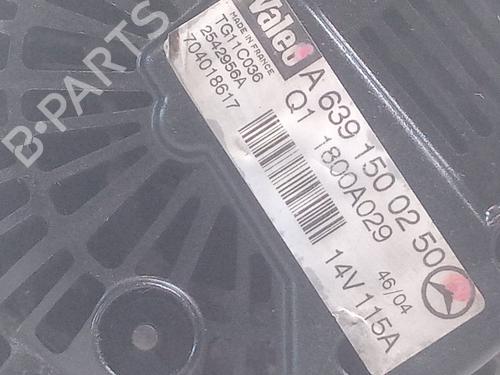 valeo
MADE IN FRANCE
TG11C036
2542956A
704018617
A 639 150 02 50
Q1 1800A029
46/04
14V 115A
B-PARTS